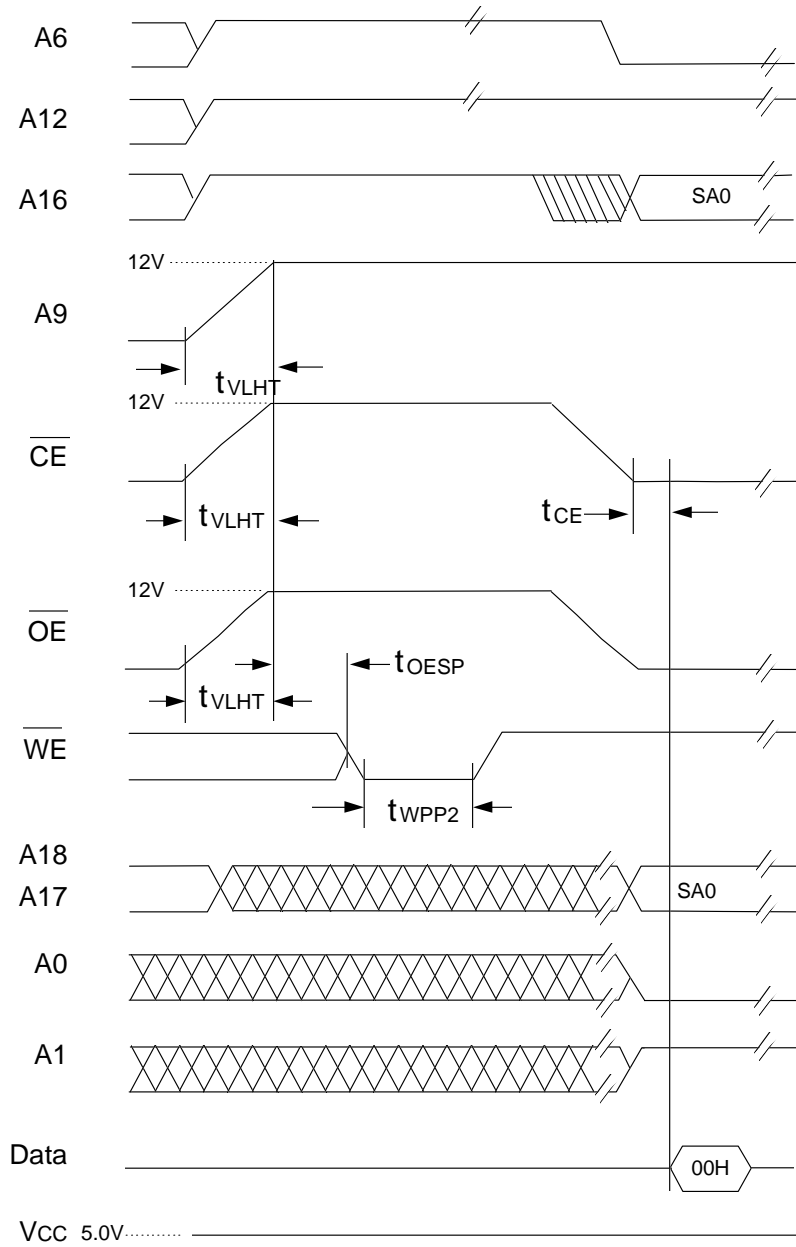 A6
A12
A16
SA0
12V
A9
tVLHT
12V
CE
tVLHT
tCE
12V
OE
tOESP
tVLHT
WE
tWPP2
A18
A17
SA0
A0
A1
Data
00H
VCC 5.0V